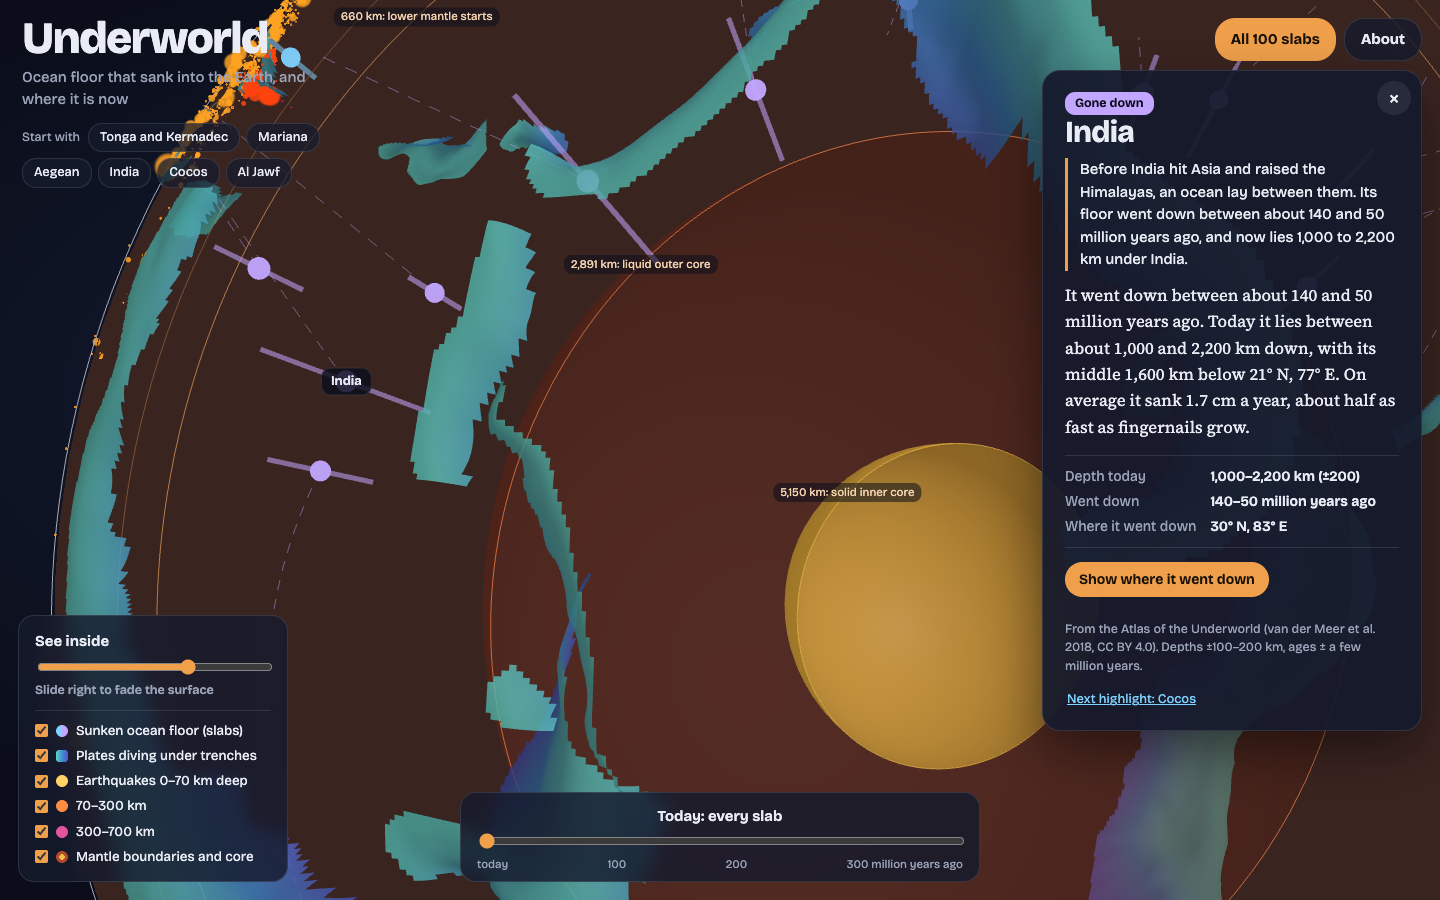 Underworld
Ocean floor that sank into the Earth, and
where it is now
Start with
Tonga and Kermadec
Mariana
Aegean
India
Cocos
Al Jawf
660 km: lower mantle starts
2,891 km: liquid outer core
India
5,150 km: solid inner core
All 100 slabs
About
Gone down
×
India
Before India hit Asia and raised the
Himalayas, an ocean lay between them. Its
floor went down between about 140 and 50
million years ago, and now lies 1,000 to 2,200
km under India.
It went down between about 140 and 50
million years ago. Today it lies between
about 1,000 and 2,200 km down, with its
middle 1,600 km below 21° N, 77° E. On
average it sank 1.7 cm a year, about half as
fast as fingernails grow.
Depth today 1,000–2,200 km (±200)
Went down 140–50 million years ago
Where it went down 30° N, 83° E
Show where it went down
From the Atlas of the Underworld (van der Meer et al.
2018, CC BY 4.0). Depths ±100–200 km, ages ± a few
million years.
Next highlight: Cocos
See inside
Slide right to fade the surface
Sunken ocean floor (slabs)
Plates diving under trenches
Earthquakes 0–70 km deep
70–300 km
300–700 km
Mantle boundaries and core
Today: every slab
today 100 200 300 million years ago